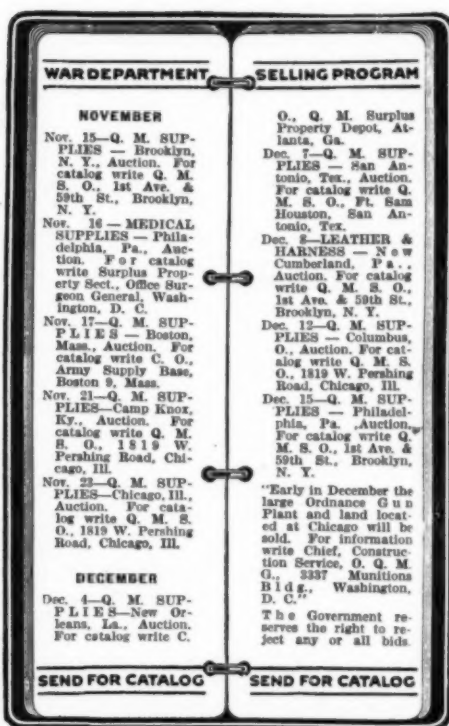 WAR DEPARTMENT
NOVEMBER
Nov. 15—Q. M. SUP-
PLIES — Brooklyn,
N. Y., Auction. For
catalog write Q. M.
S. O., 1st Ave. &
59th St., Brooklyn,
N. Y.
Nov. 16 — MEDICAL
SUPPLIES — Phila-
delphia, Pa., Auc-
tion. For catalog
write Surplus Prop-
erty Sect., Office Sur-
geon General, Wash-
ington, D. C.
Nov. 17—Q. M. SUP-
PLIES — Boston,
Mass., Auction. For
catalog write C. O.,
Army Supply Base,
Boston 9, Mass.
Nov. 21—Q. M. SUP-
PLIES—Camp Knox,
Ky., Auction. For
catalog write Q. M.
S. O., 1819 W.
Pershing Road, Chi-
cago, Ill.
Nov. 23—Q. M. SUP-
PLIES—Chicago, Ill.,
Auction. For cata-
log write Q. M. S.
O., 1819 W. Pershing
Road, Chicago, Ill.
DECEMBER
Dec. 4—Q. M. SUP-
PLIES—New Or-
leans, La., Auction.
For catalog write C.
SEND FOR CATALOG
SELLING PROGRAM
O., Q. M. Surplus
Property Depot, At-
lanta, Ga.
Dec. 7—Q. M. SUP-
PLIES — San An-
tonio, Tex., Auction.
For catalog write Q.
M. S. O., Ft. Sam
Houston, San An-
tonio, Tex.
Dec. 8—LEATHER &
HARNESS — New
Cumberland, Pa.,
Auction. For catalog
write Q. M. S. O.,
1st Ave. & 59th St.,
Brooklyn, N. Y.
Dec. 12—Q. M. SUP-
PLIES — Columbus,
O., Auction. For cat-
alog write Q. M. S.
O., 1819 W. Pershing
Road, Chicago, Ill.
Dec. 15—Q. M. SUP-
PLIES — Philadel-
phia, Pa. ,Auction.
For catalog write Q.
M. S. O., 1st Ave. &
59th St., Brooklyn,
N. Y.
"Early in December the
large Ordnance Gun
Plant and land locat-
ed at Chicago will be
sold. For information
write Chief, Construc-
tion Service, O. Q. M.
G., 3337 Munitions
Bldg., Washington,
D. C."
The Government re-
serves the right to re-
ject any or all bids.
SEND FOR CATALOG